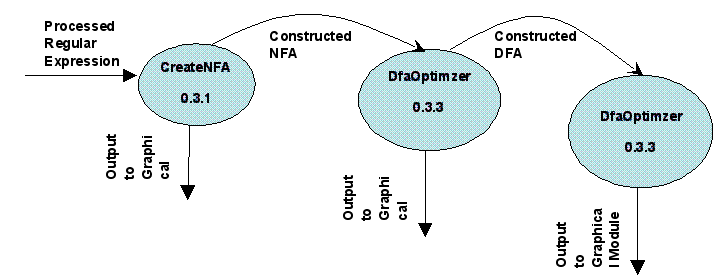 Processed
Regular
Expression
CreateNFA
0.3.1
Output
to
Graphi
cal
Constructed
NFA
DfaOptimzer
0.3.3
Output
to
Graphi
cal
Constructed
DFA
DfaOptimzer
0.3.3
Output
to
Graphica
l Module